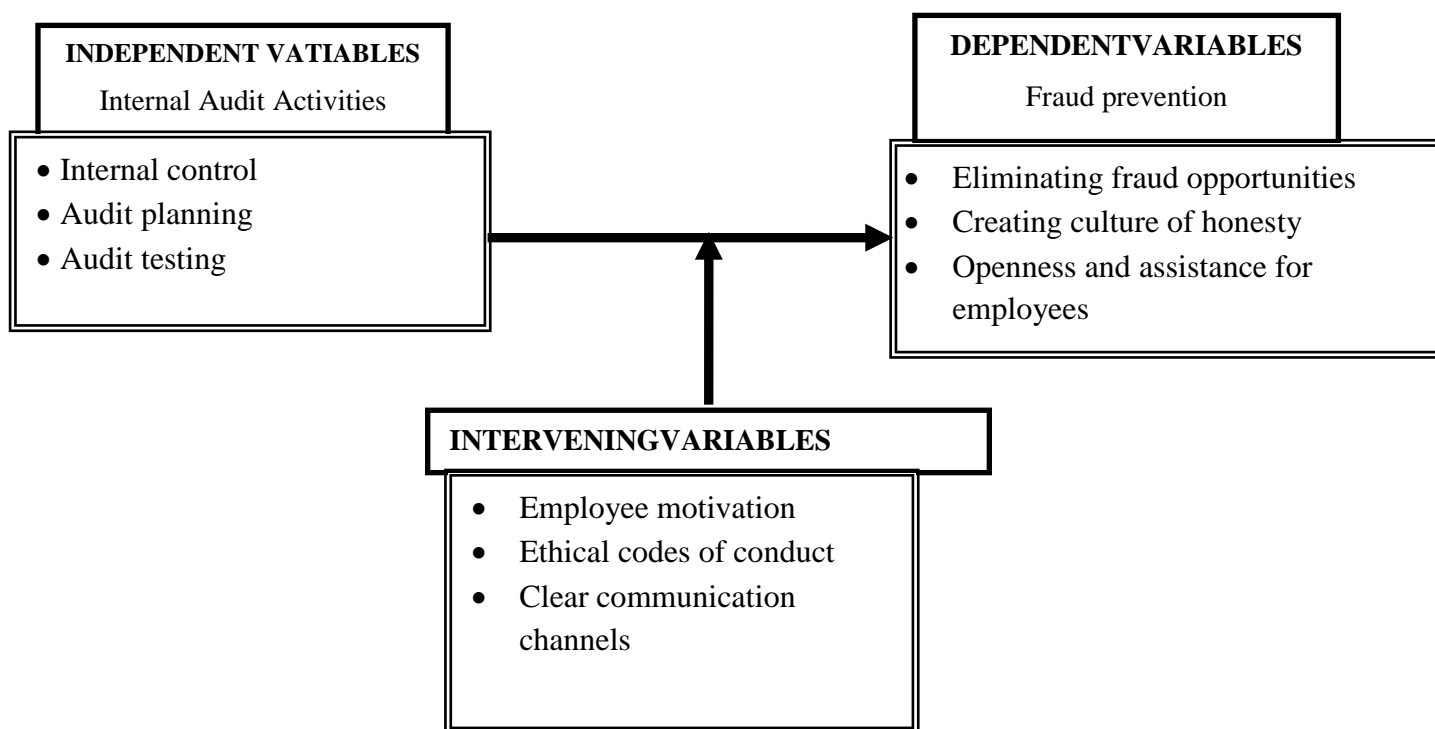 INDEPENDENT VATIABLES
Internal Audit Activities
• Internal control
• Audit planning
• Audit testing
DEPENDENTVARIABLES
Fraud prevention
• Eliminating fraud opportunities
• Creating culture of honesty
• Openness and assistance for
employees
INTERVENINGVARIABLES
• Employee motivation
• Ethical codes of conduct
• Clear communication
channels